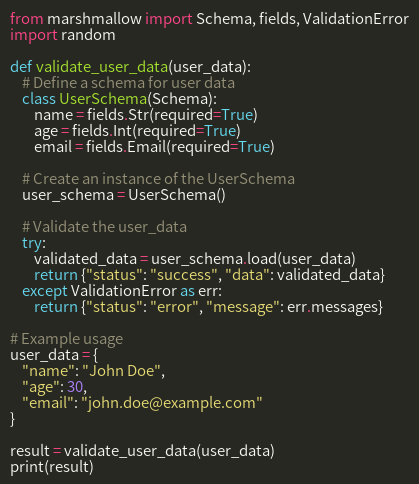 from marshmallow import Schema, fields, ValidationError
import random

def validate_user_data(user_data):
    # Define a schema for user data
    class UserSchema(Schema):
        name = fields.Str(required=True)
        age = fields.Int(required=True)
        email = fields.Email(required=True)

    # Create an instance of the UserSchema
    user_schema = UserSchema()

    # Validate the user_data
    try:
        validated_data = user_schema.load(user_data)
        return {"status": "success", "data": validated_data}
    except ValidationError as err:
        return {"status": "error", "message": err.messages}

# Example usage
user_data = {
    "name": "John Doe",
    "age": 30,
    "email": "john.doe@example.com"
}

result = validate_user_data(user_data)
print(result)